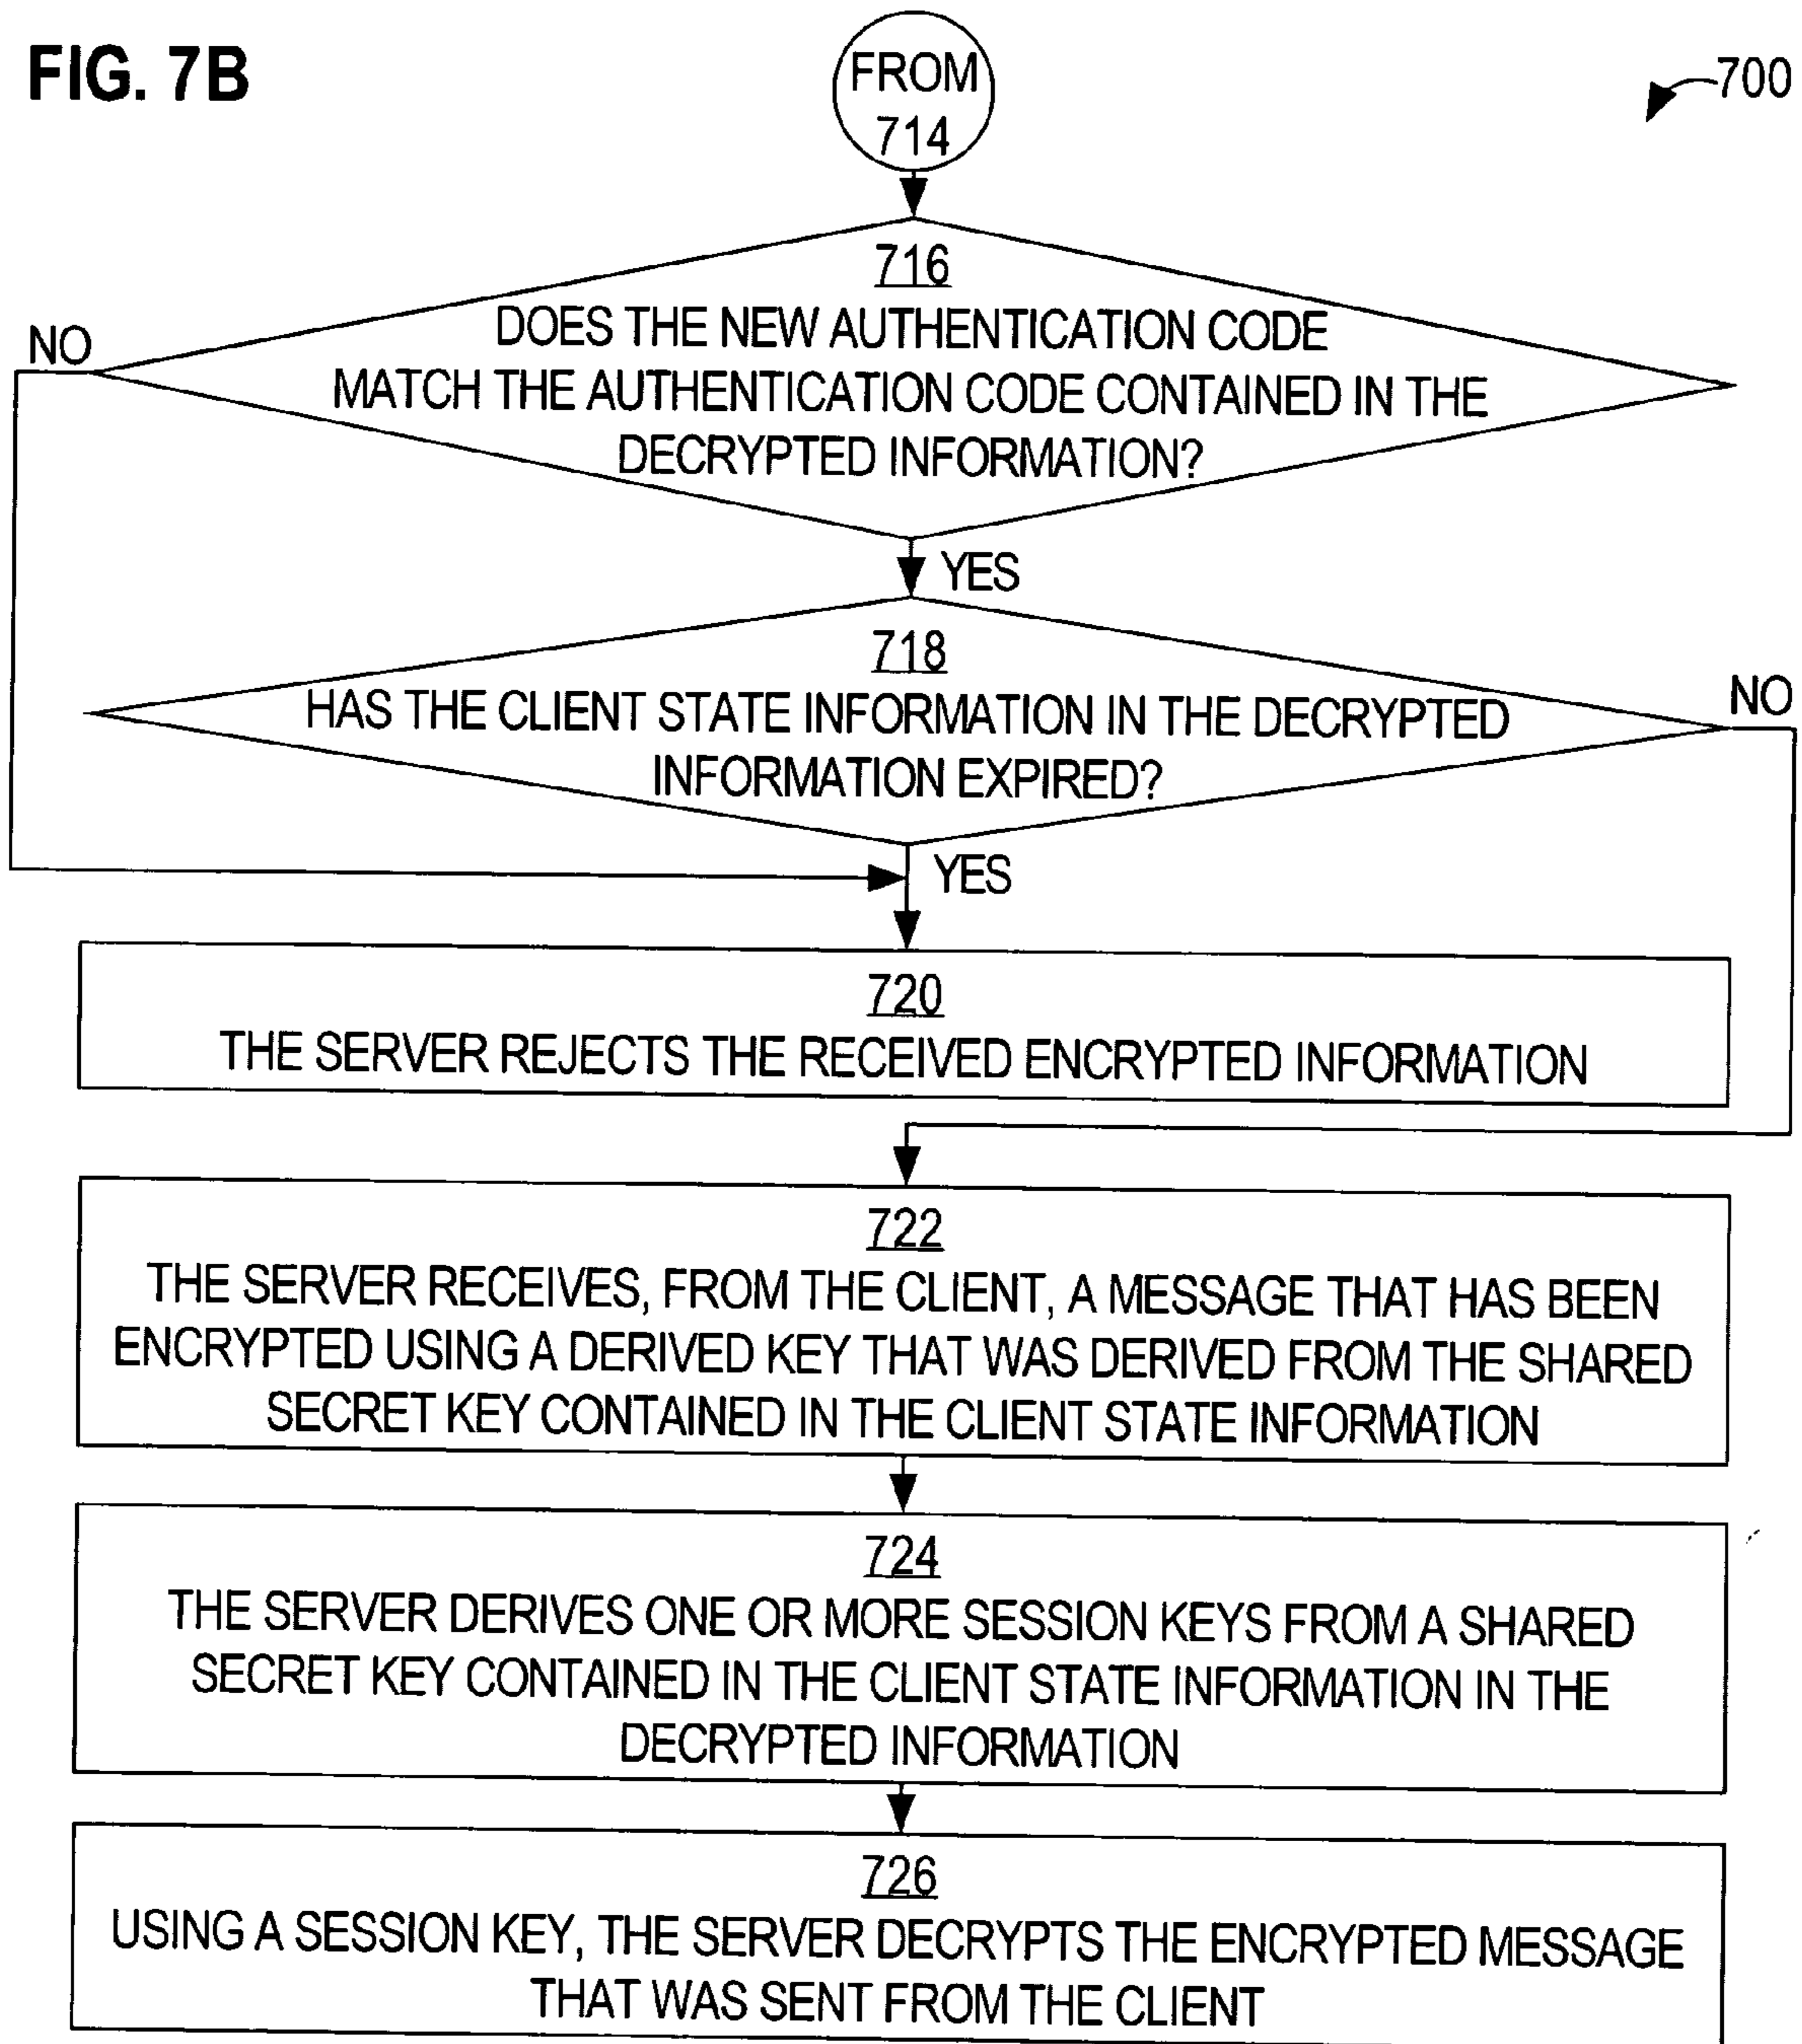 FIG. 7B
FROM
714
700
716
DOES THE NEW AUTHENTICATION CODE
MATCH THE AUTHENTICATION CODE CONTAINED IN THE
DECRYPTED INFORMATION?
NO
YES
718
HAS THE CLIENT STATE INFORMATION IN THE DECRYPTED
INFORMATION EXPIRED?
NO
YES
720
THE SERVER REJECTS THE RECEIVED ENCRYPTED INFORMATION
722
THE SERVER RECEIVES, FROM THE CLIENT, A MESSAGE THAT HAS BEEN
ENCRYPTED USING A DERIVED KEY THAT WAS DERIVED FROM THE SHARED
SECRET KEY CONTAINED IN THE CLIENT STATE INFORMATION
724
THE SERVER DERIVES ONE OR MORE SESSION KEYS FROM A SHARED
SECRET KEY CONTAINED IN THE CLIENT STATE INFORMATION IN THE
DECRYPTED INFORMATION
726
USING A SESSION KEY, THE SERVER DECRYPTS THE ENCRYPTED MESSAGE
THAT WAS SENT FROM THE CLIENT